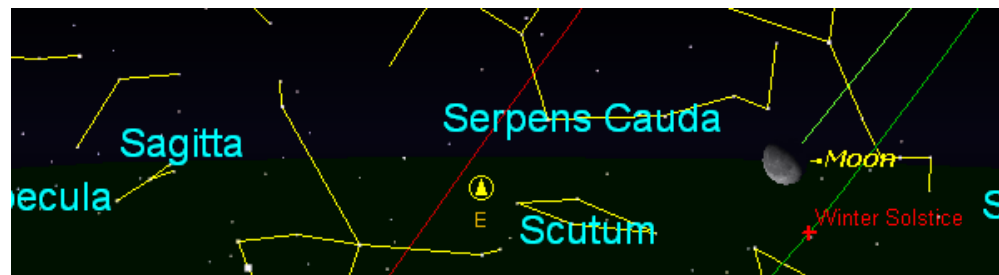 Serpens Cauda
Sagitta
Moon
ecula
S
Winter Solstice
E
Scutum